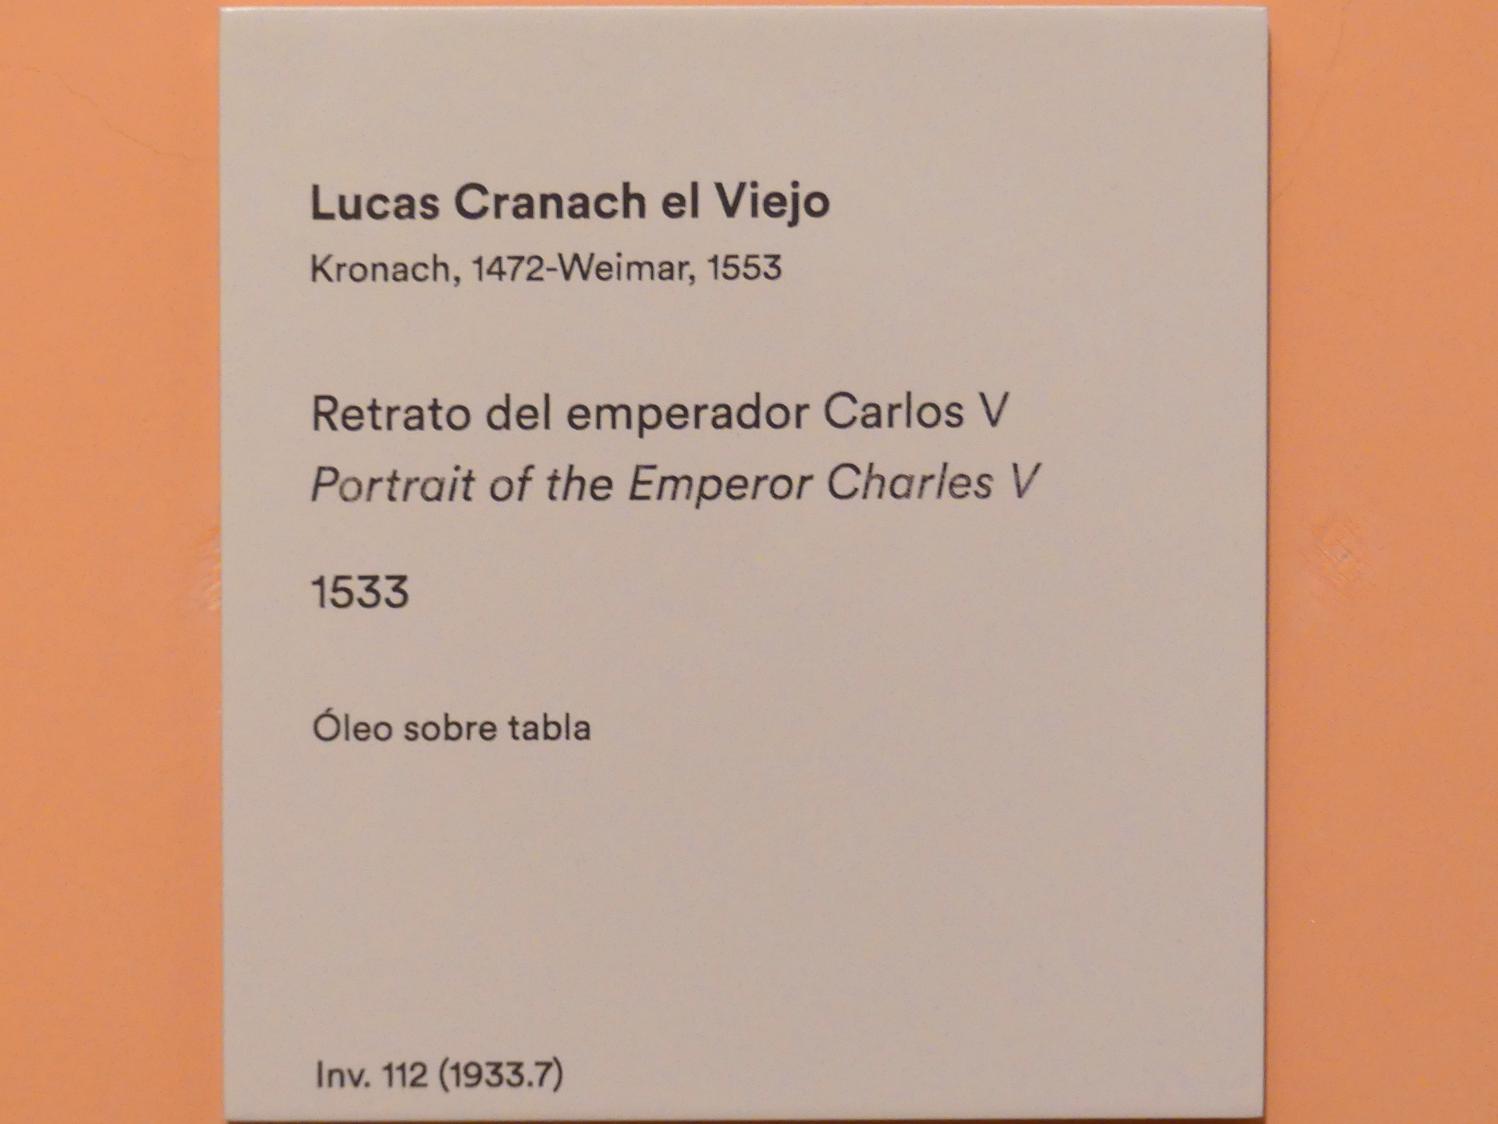 Lucas Cranach el Viejo
Kronach, 1472-Weimar, 1553
Retrato del emperador Carlos V
Portrait of the Emperor Charles V
1533
Óleo sobre tabla
Inv. 112 (1933.7)